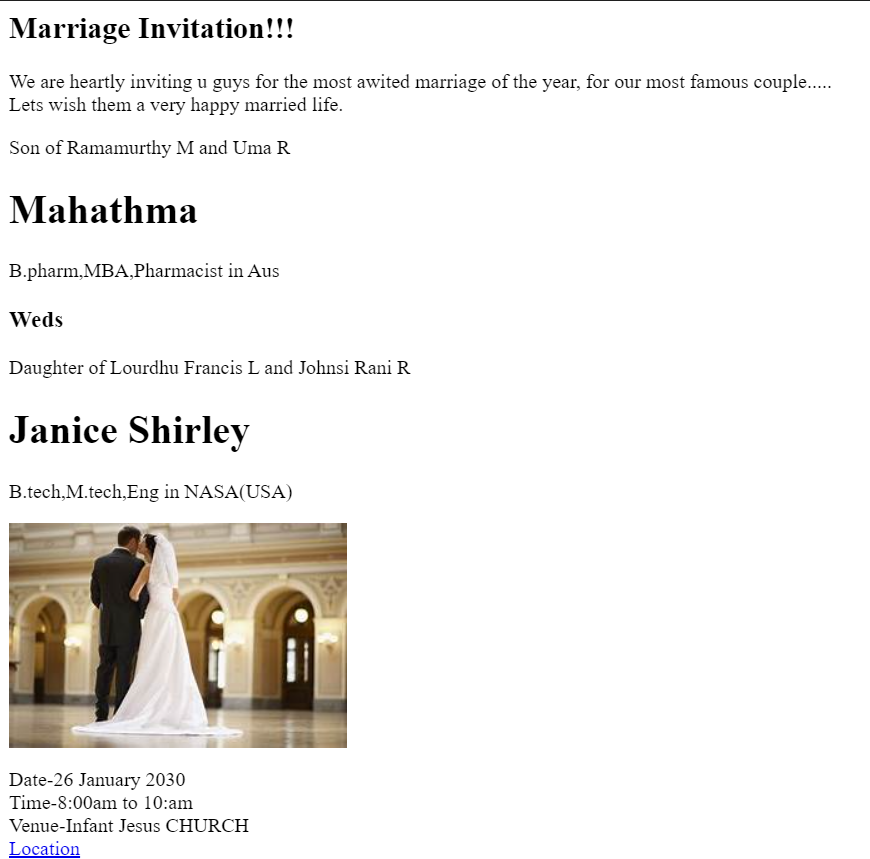 Marriage Invitation!!!
We are heartly inviting u guys for the most awited marriage of the year, for our most famous couple.....
Lets wish them a very happy married life.
Son of Ramamurthy M and Uma R
Mahathma
B.pharm,MBA,Pharmacist in Aus
Weds
Daughter of Lourdhu Francis L and Johnsi Rani R
Janice Shirley
B.tech,M.tech,Eng in NASA(USA)
Date-26 January 2030
Time-8:00am to 10:am
Venue-Infant Jesus CHURCH
Location